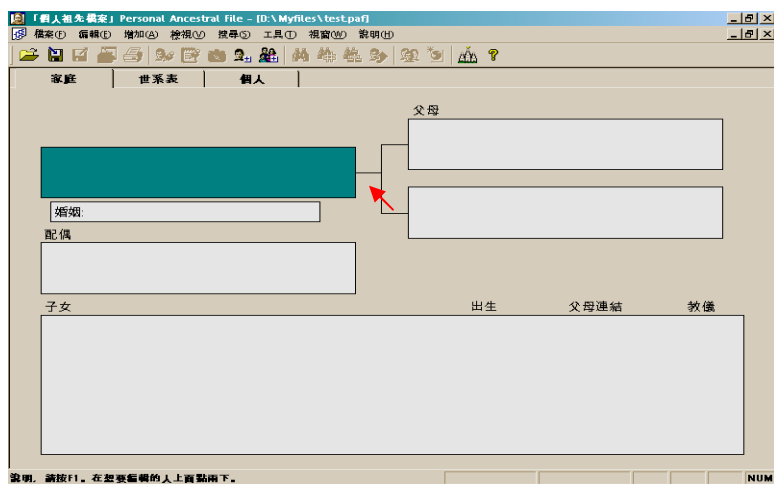 「個人祖先檔案」Personal Ancestral File - [D:\Myfiles\test.paf]
檔案(F) 編輯(E) 增加(A) 檢視(V) 搜尋(S) 工具(T) 視窗(W) 說明(H)
家庭 世系表 個人
父母
婚姻:
配偶
子女 出生 父母連結 教儀
說明, 請按F1。在想要編輯的人上面點兩下。 NUM